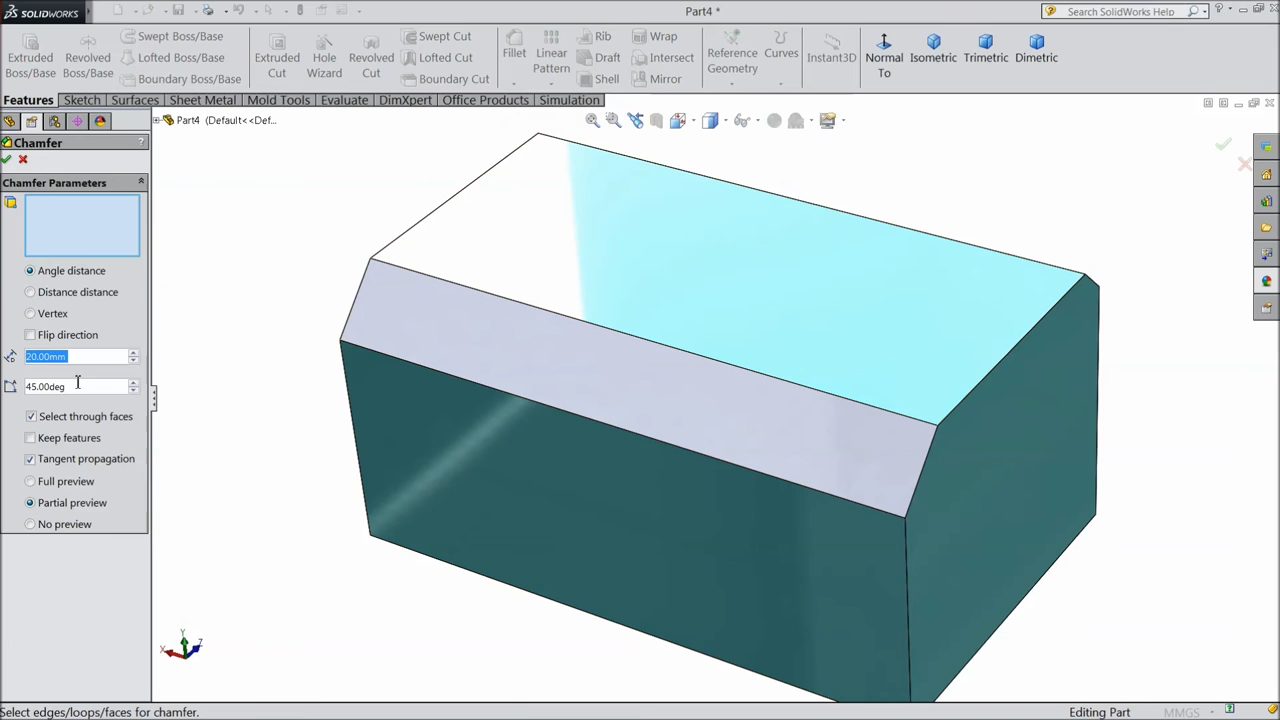 SOLIDWORKS
Part4 *
Search SolidWorks Help
Extruded Boss/Base
Revolved Boss/Base
Swept Boss/Base
Lofted Boss/Base
Boundary Boss/Base
Extruded Cut
Hole Wizard
Revolved Cut
Swept Cut
Lofted Cut
Boundary Cut
Fillet
Linear Pattern
Rib
Draft
Shell
Wrap
Intersect
Mirror
Reference Geometry
Curves
Instant3D
Normal To
Isometric
Trimetric
Dimetric
Features
Sketch
Surfaces
Sheet Metal
Mold Tools
Evaluate
DimXpert
Office Products
Simulation
Part4 (Default<<Def...
Chamfer
?
Chamfer Parameters
Angle distance
Distance distance
Vertex
Flip direction
20.00mm
45.00deg
Select through faces
Keep features
Tangent propagation
Full preview
Partial preview
No preview
Y
X
Z
Select edges/loops/faces for chamfer.
Editing Part
MMGS